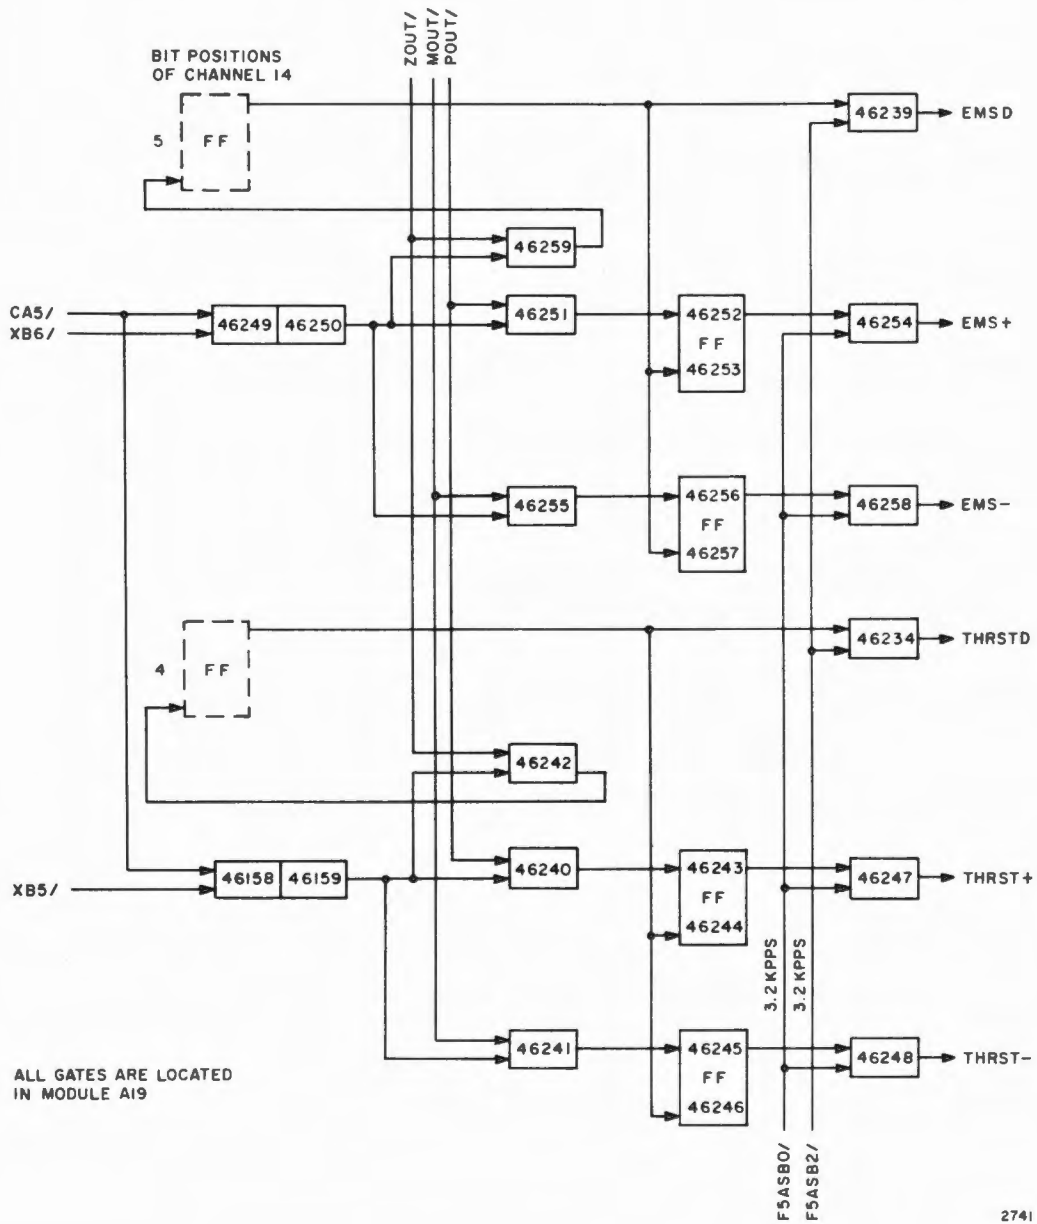 ZOUT/
MOUT/
POUT/
BIT POSITIONS
OF CHANNEL 14
5
FF
46239
EMSD
46259
CA5/
XB6/
46249
46250
46251
46252
FF
46253
46254
EMS+
46255
46256
FF
46257
46258
EMS-
4
FF
46234
THRSTD
46242
XB5/
46158
46159
46240
46243
FF
46244
46247
THRST+
3.2 KPPS
3.2 KPPS
46241
46245
FF
46246
46248
THRST-
ALL GATES ARE LOCATED
IN MODULE A19
F5ASB0/
F5ASB2/
2741